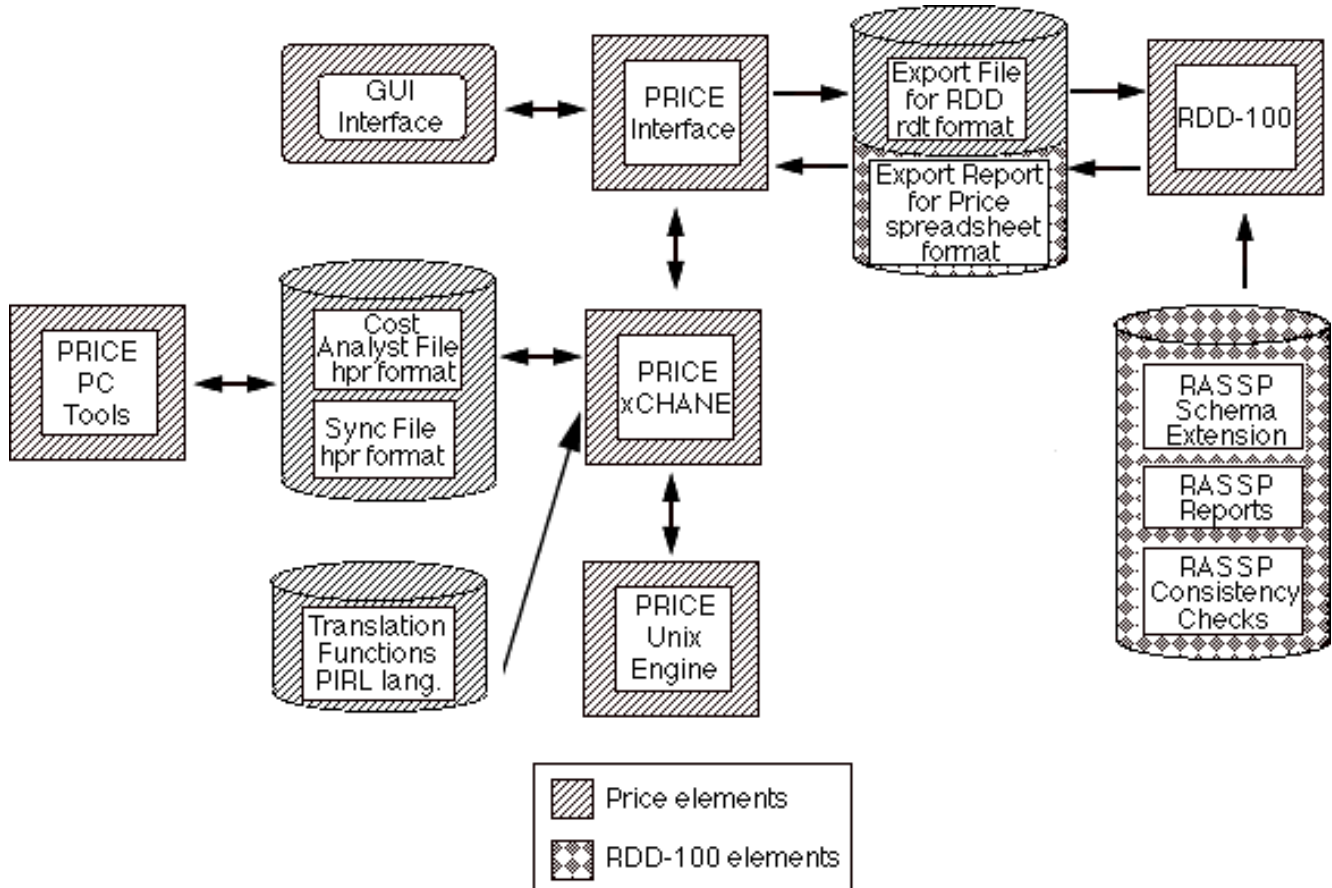 GUI
Interface
PRICE
Interface
Export File
for RDD
rdt format
Export Report
for Price
spreadsheet
format
RDD-100
PRICE
PC
Tools
Cost
Analyst File
hpr format
Sync File
hpr format
PRICE
xCHANE
RASSP
Schema
Extension
RASSP
Reports
RASSP
Consistency
Checks
Translation
Functions
PIRL lang.
PRICE
Unix
Engine
Price elements
RDD-100 elements